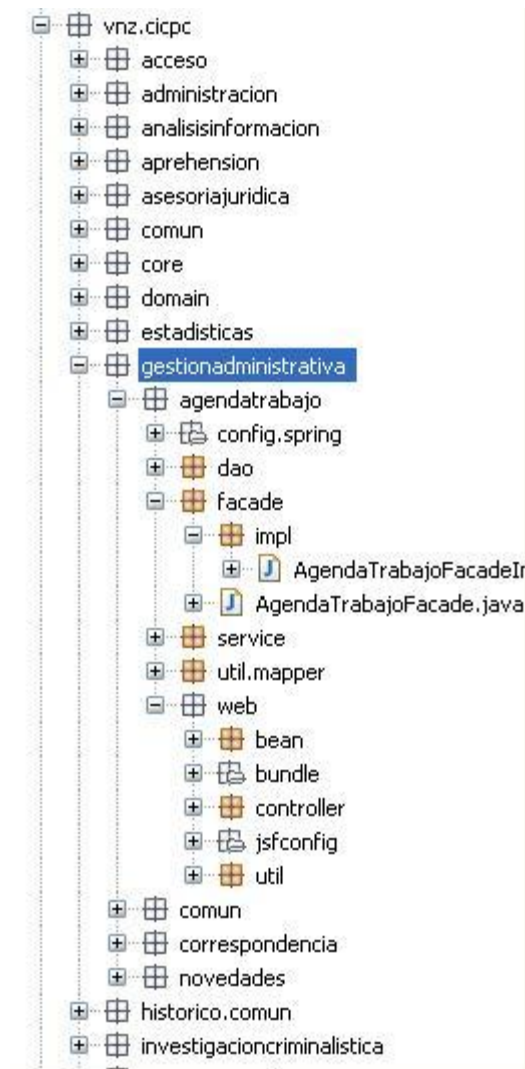 vnz.cicpc
acceso
administracion
analisisinformacion
aprehension
asesoriajuridica
comun
core
domain
estadisticas
gestionadministrativa
agendatrabajo
config.spring
dao
facade
impl
AgendaTrabajoFacadeIr
AgendaTrabajoFacade.java
service
util.mapper
web
bean
bundle
controller
jsfconfig
util
comun
correspondencia
novedades
historico.comun
investigacioncriminalistica